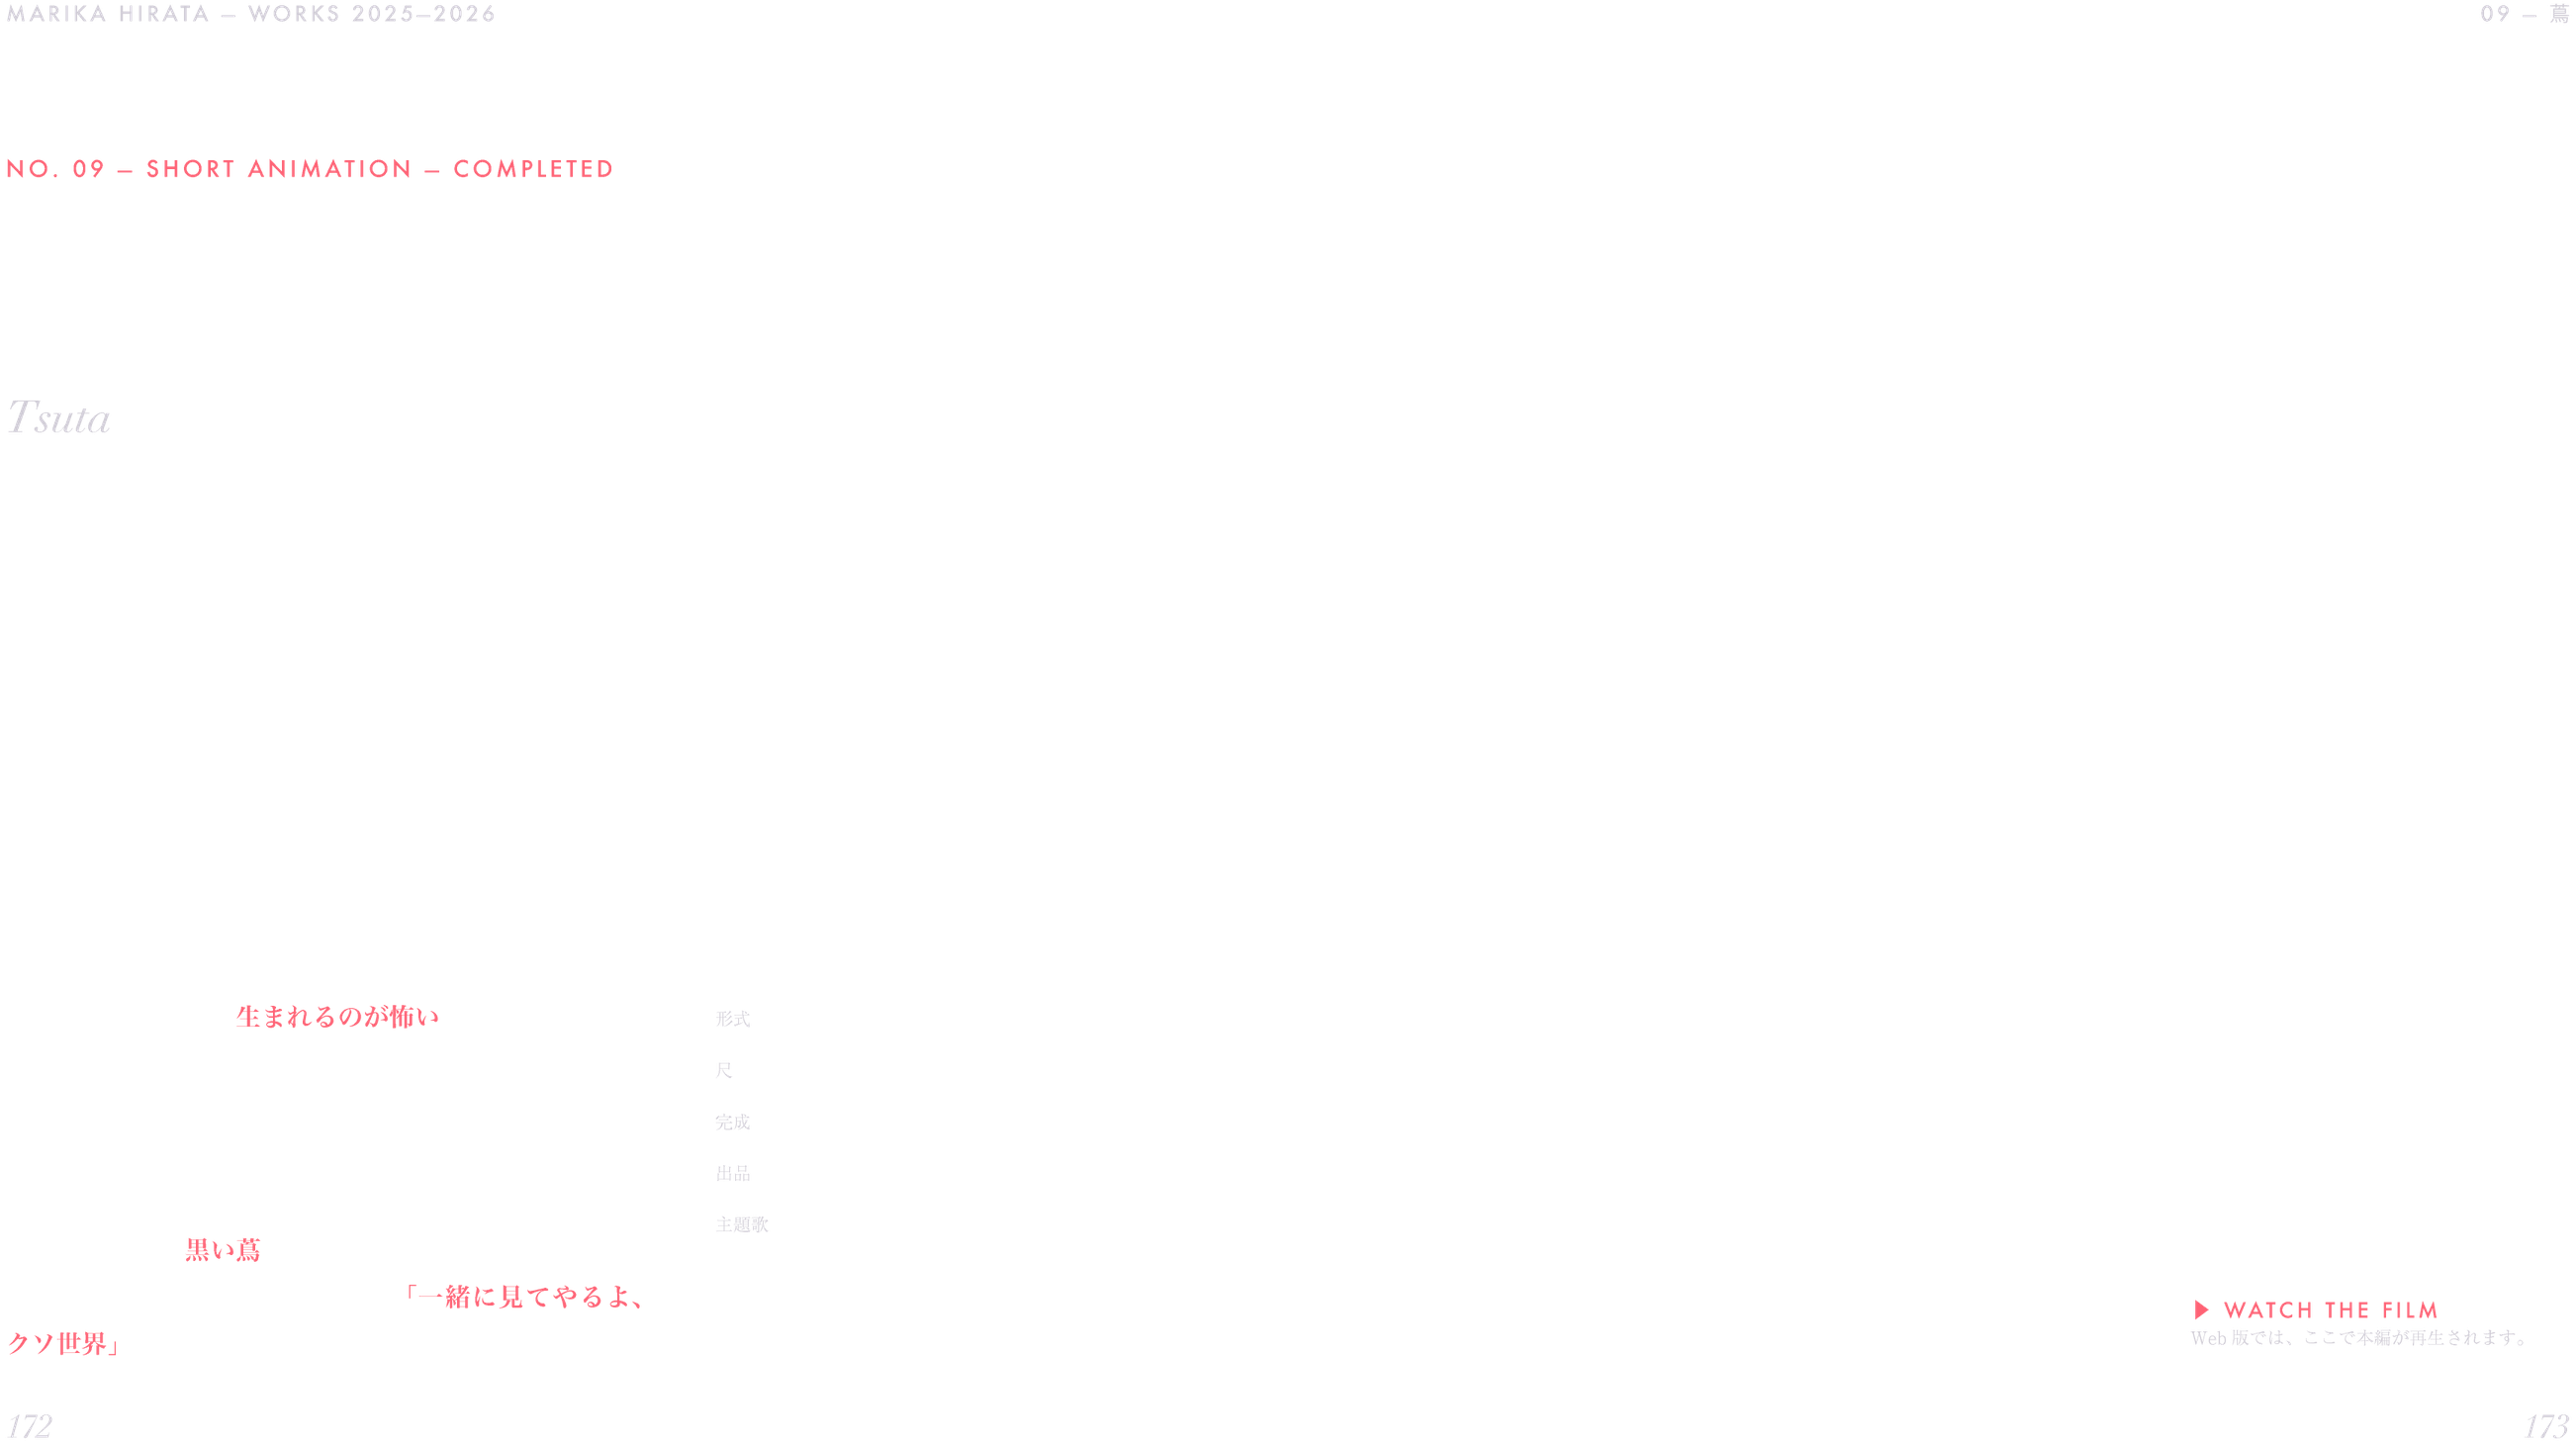 MARIKA HIRATA — WORKS 2025—2026
09 — 蔦
NO. 09 — SHORT ANIMATION — COMPLETED
Tsuta
生まれるのが怖い
黒い蔦
「一緒に見てやるよ、
クソ世界」
形式
尺
完成
出品
主題歌
▶ WATCH THE FILM
Web 版では、ここで本編が再生されます。
172
173